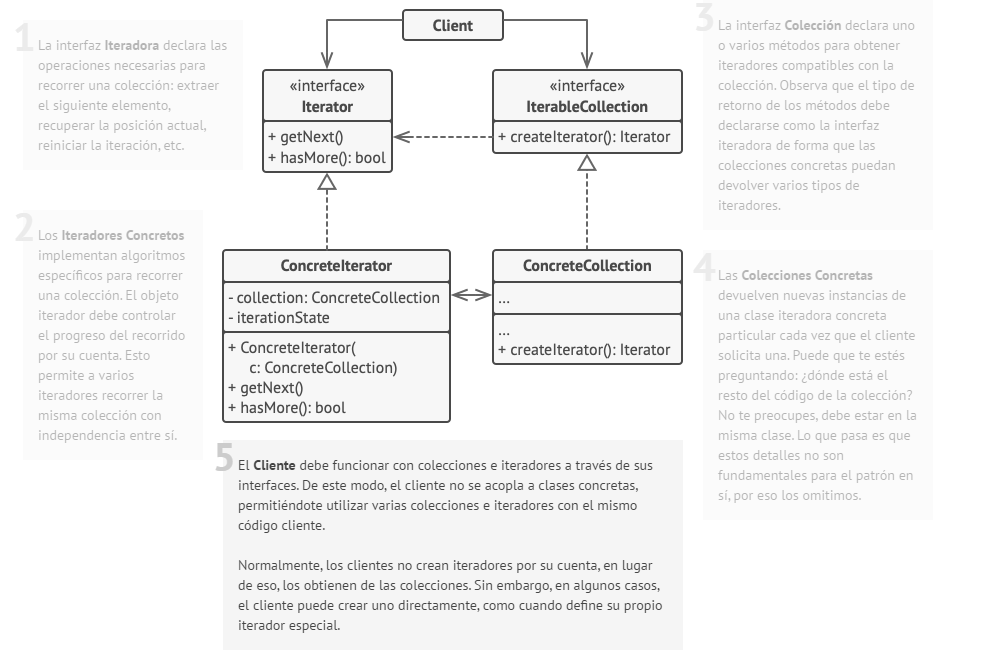 Client
1
La interfaz Iteradora declara las
operaciones necesarias para
recorrer una colección: extraer
el siguiente elemento,
recuperar la posición actual,
reiniciar la iteración, etc.
«interface»
Iterator
+ getNext()
+ hasMore(): bool
«interface»
IterableCollection
+ createIterator(): Iterator
3
La interfaz Colección declara uno
o varios métodos para obtener
iteradores compatibles con la
colección. Observa que el tipo de
retorno de los métodos debe
declararse como la interfaz
iteradora de forma que las
colecciones concretas puedan
devolver varios tipos de
iteradores.
2
Los Iteradores Concretos
implementan algoritmos
específicos para recorrer
una colección. El objeto
iterador debe controlar
el progreso del recorrido
por su cuenta. Esto
permite a varios
iteradores recorrer la
misma colección con
independencia entre sí.
ConcreteIterator
- collection: ConcreteCollection
- iterationState
+ ConcreteIterator(
c: ConcreteCollection)
+ getNext()
+ hasMore(): bool
ConcreteCollection
...
...
+ createIterator(): Iterator
4
Las Colecciones Concretas
devuelven nuevas instancias de
una clase iteradora concreta
particular cada vez que el cliente
solicita una. Puede que te estés
preguntando: ¿dónde está el
resto del código de la colección?
No te preocupes, debe estar en la
misma clase. Lo que pasa es que
estos detalles no son
fundamentales para el patrón en
sí, por eso los omitimos.
5
El Cliente debe funcionar con colecciones e iteradores a través de sus
interfaces. De este modo, el cliente no se acopla a clases concretas,
permitiéndote utilizar varias colecciones e iteradores con el mismo
código cliente.
Normalmente, los clientes no crean iteradores por su cuenta, en lugar
de eso, los obtienen de las colecciones. Sin embargo, en algunos casos,
el cliente puede crear uno directamente, como cuando define su propio
iterador especial.